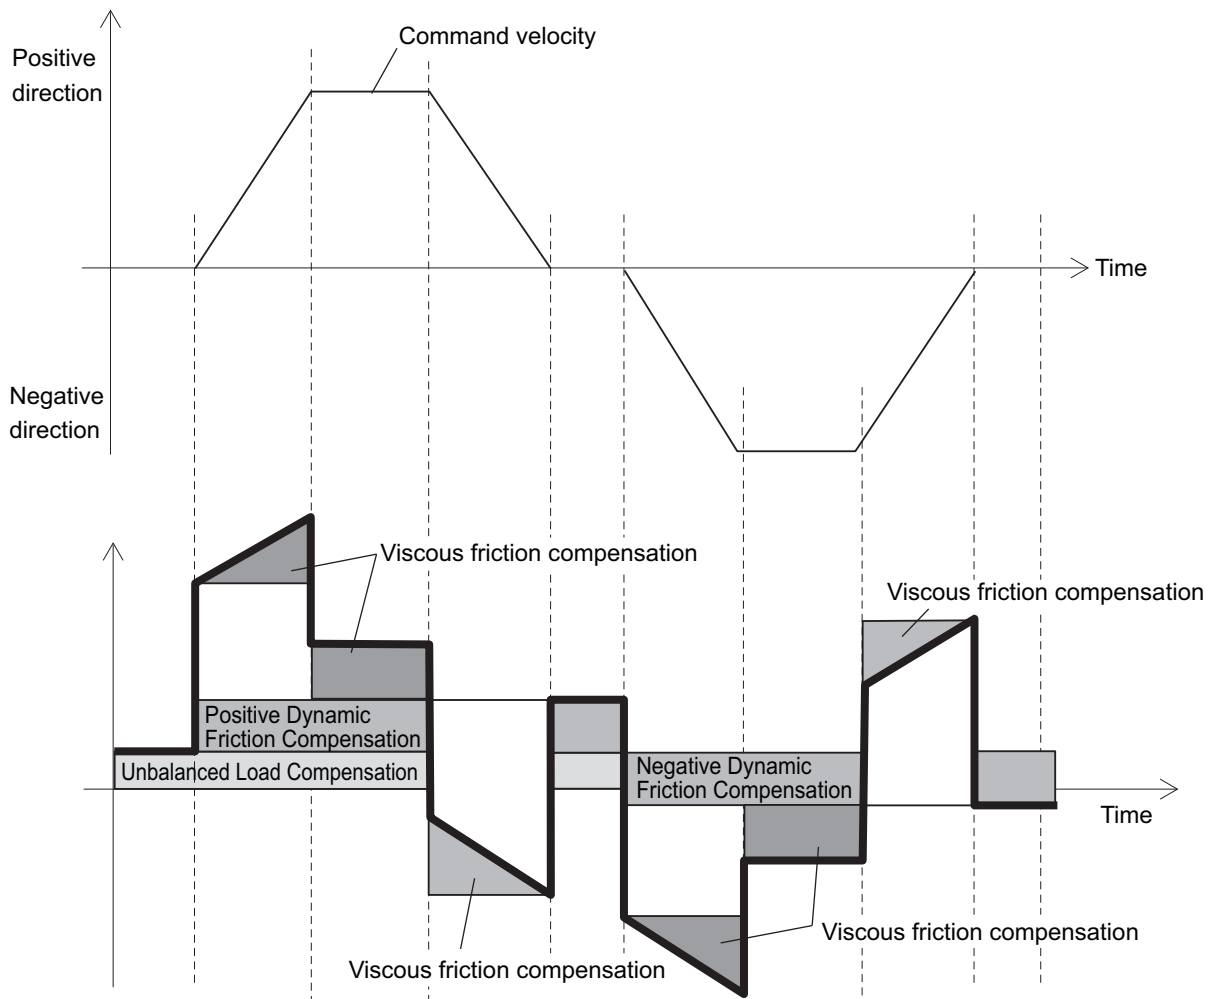 Command velocity
Positive
direction
Time
Negative
direction
Viscous friction compensation
Viscous friction compensation
Positive Dynamic
Friction Compensation
Unbalanced Load Compensation
Negative Dynamic
Friction Compensation
Time
Viscous friction compensation
Viscous friction compensation